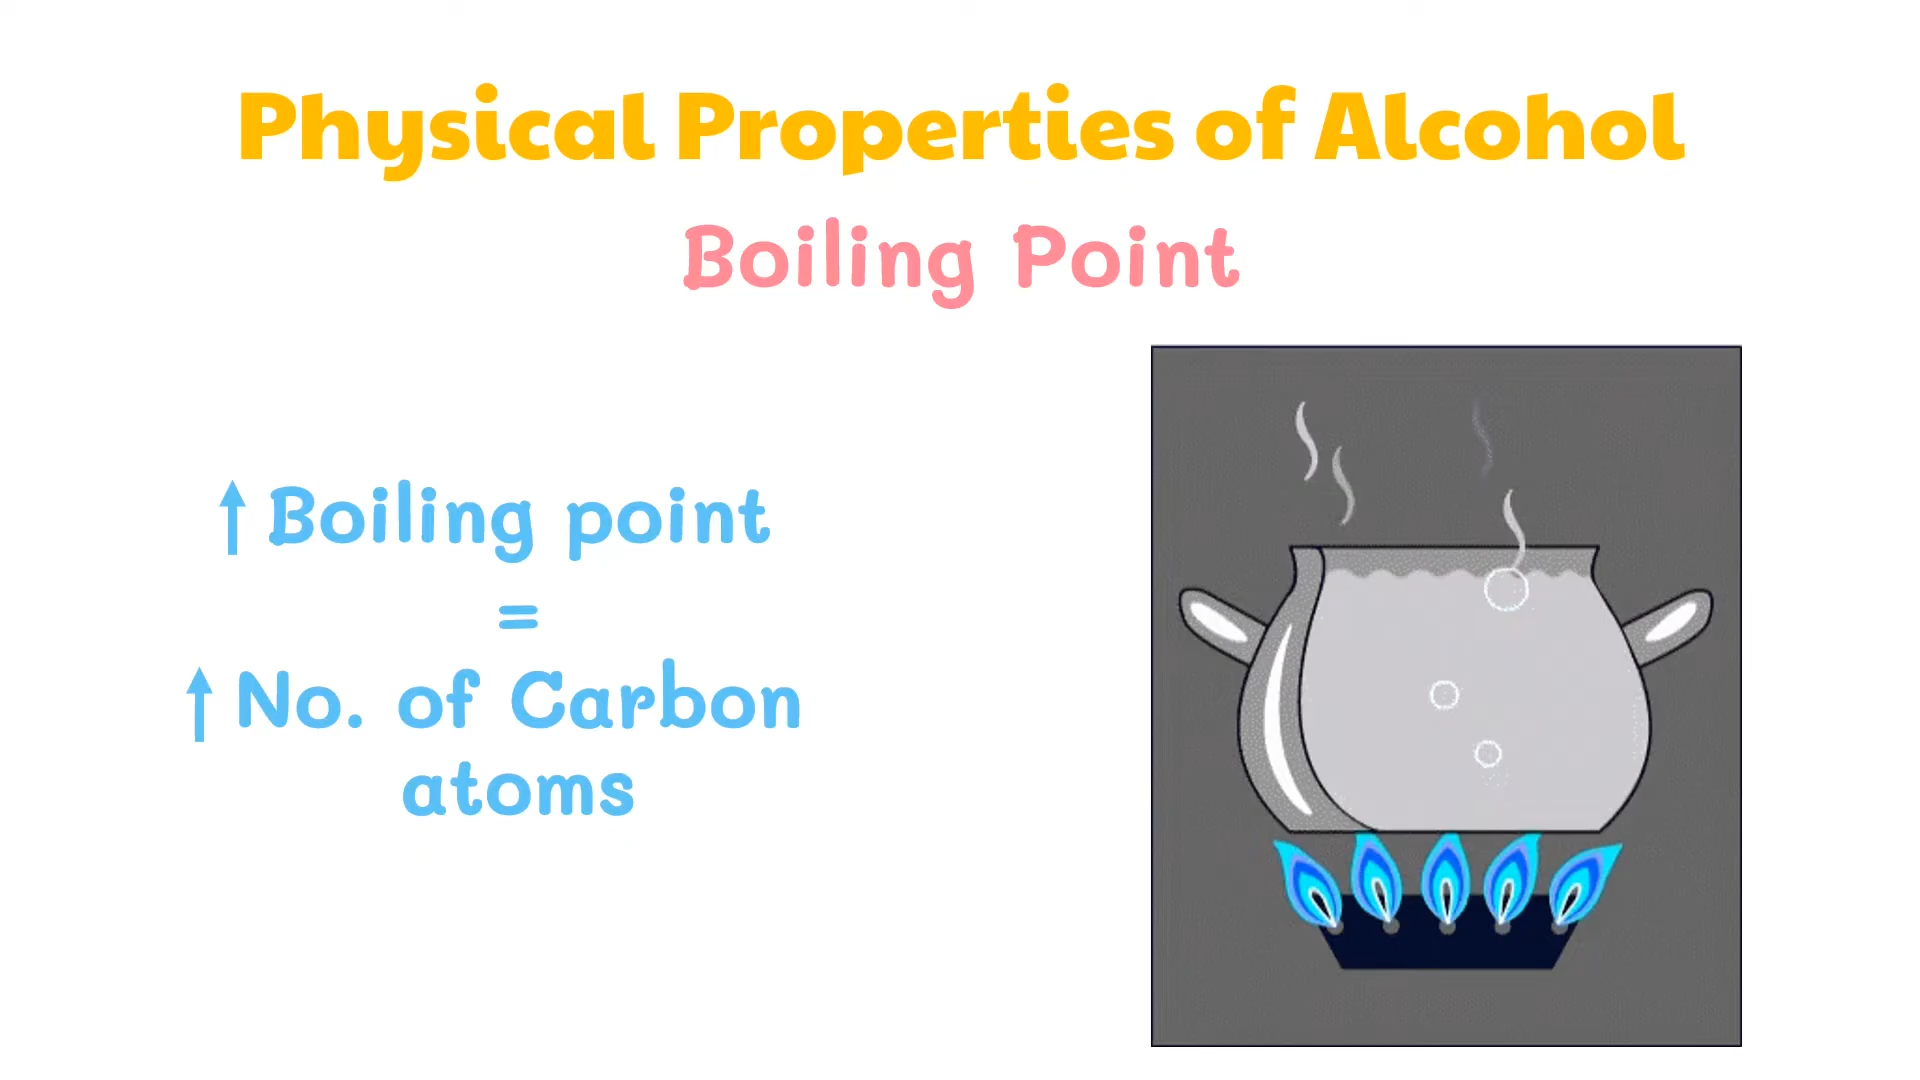 Physical Properties of Alcohol
Boiling Point
↑ Boiling point
=
↑ No. of Carbon
atoms